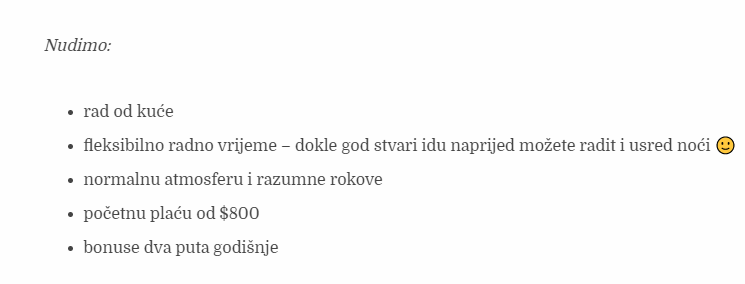 Nudimo:
• rad od kuće
• fleksibilno radno vrijeme – dokle god stvari idu naprijed možete radit i usred noći 🙂
• normalnu atmosferu i razumne rokove
• početnu plaću od $800
• bonuse dva puta godišnje